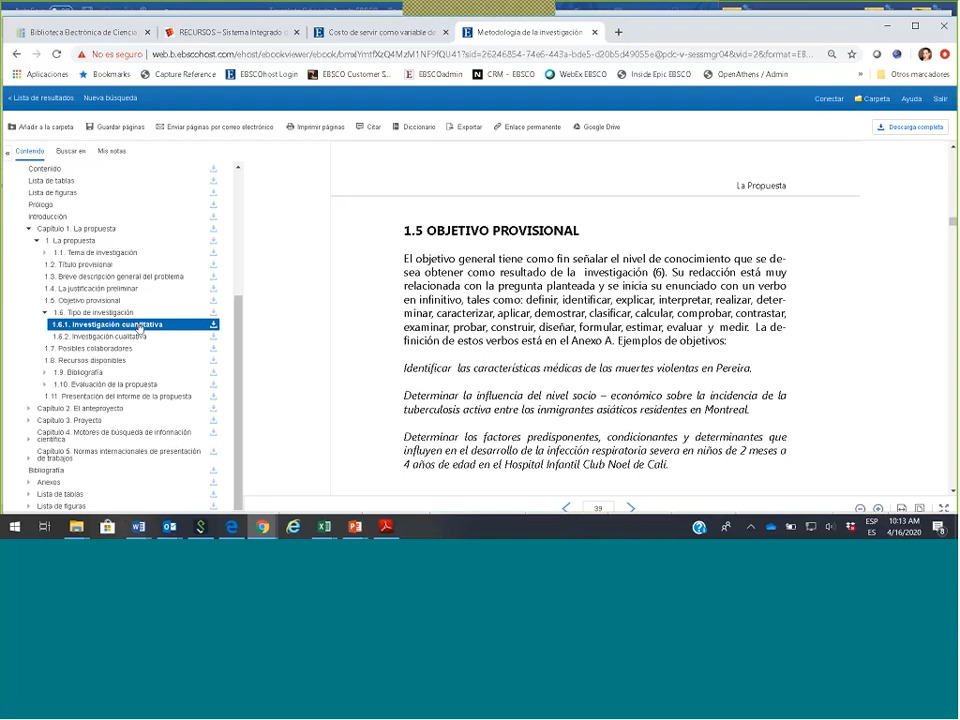 Biblioteca Electrónica de Ciencia
RECURSOS – Sistema Integrado d
Costo de servir como variable de
Metodología de la investigación
No es seguro | web.b.ebscohost.com/ehost/ebookviewer/ebook/
Aplicaciones
Bookmarks
Capture Reference
EBSCOhost Login
EBSCO Customer S...
EBSCOadmin
CRM - EBSCO
WebEx EBSCO
Inside Epic EBSCO
OpenAthens / Admin
»
Otros marcadores
« Lista de resultados
Nueva búsqueda
Conectar
Carpeta
Ayuda
Salir
Añadir a la carpeta
Guardar páginas
Enviar páginas por correo electrónico
Imprimir páginas
Citar
Diccionario
Exportar
Enlace permanente
Google Drive
Descarga completa
«
Contenido
Buscar en
Mis notas
Contenido
Lista de tablas
Lista de figuras
Prólogo
Introducción
Capítulo 1. La propuesta
1. La propuesta
1.1. Tema de investigación
1.2. Título provisional
1.3. Breve descripción general del problema
1.4. La justificación preliminar
1.5. Objetivo provisional
1.6. Tipo de investigación
1.6.1. Investigación cuantitativa
1.6.2. Investigación cualitativa
1.7. Posibles colaboradores
1.8. Recursos disponibles
1.9. Bibliografía
1.10. Evaluación de la propuesta
1.11. Presentación del informe de la propuesta
Capítulo 2. El anteproyecto
Capítulo 3. Proyecto
Capítulo 4. Motores de búsqueda de información
científica
Capítulo 5. Normas internacionales de presentación
de trabajos
Bibliografía
Anexos
Lista de tablas
Lista de figuras
La Propuesta
1.5 OBJETIVO PROVISIONAL
El objetivo general tiene como fin señalar el nivel de conocimiento que se de-
sea obtener como resultado de la investigación (6). Su redacción está muy
relacionada con la pregunta planteada y se inicia su enunciado con un verbo
en infinitivo, tales como: definir, identificar, explicar, interpretar, realizar, deter-
minar, caracterizar, aplicar, demostrar, clasificar, calcular, comprobar, contrastar,
examinar, probar, construir, diseñar, formular, estimar, evaluar y medir. La de-
finición de estos verbos está en el Anexo A. Ejemplos de objetivos:
Identificar las características médicas de las muertes violentas en Pereira.
Determinar la influencia del nivel socio – económico sobre la incidencia de la
tuberculosis activa entre los inmigrantes asiáticos residentes en Montreal.
Determinar los factores predisponentes, condicionantes y determinantes que
influyen en el desarrollo de la infección respiratoria severa en niños de 2 meses a
4 años de edad en el Hospital Infantil Club Noel de Cali.
39
ESP
ES
10:13 AM
4/16/2020